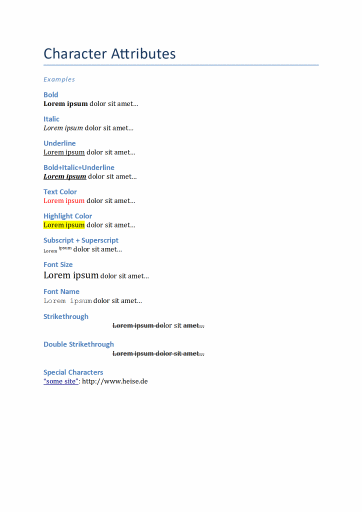 Character Attributes
Examples
Bold
Lorem ipsum dolor sit amet...
Italic
Lorem ipsum dolor sit amet...
Underline
Lorem ipsum dolor sit amet...
Bold+Italic+Underline
Lorem ipsum dolor sit amet...
Text Color
Lorem ipsum dolor sit amet...
Highlight Color
Lorem ipsum dolor sit amet...
Subscript + Superscript
Lorem ipsum dolor sit amet...
Font Size
Lorem ipsum dolor sit amet...
Font Name
Lorem ipsum dolor sit amet...
Strikethrough
Lorem ipsum dolor sit amet...
Double Strikethrough
Lorem ipsum dolor sit amet...
Special Characters
"some site"; http://www.heise.de